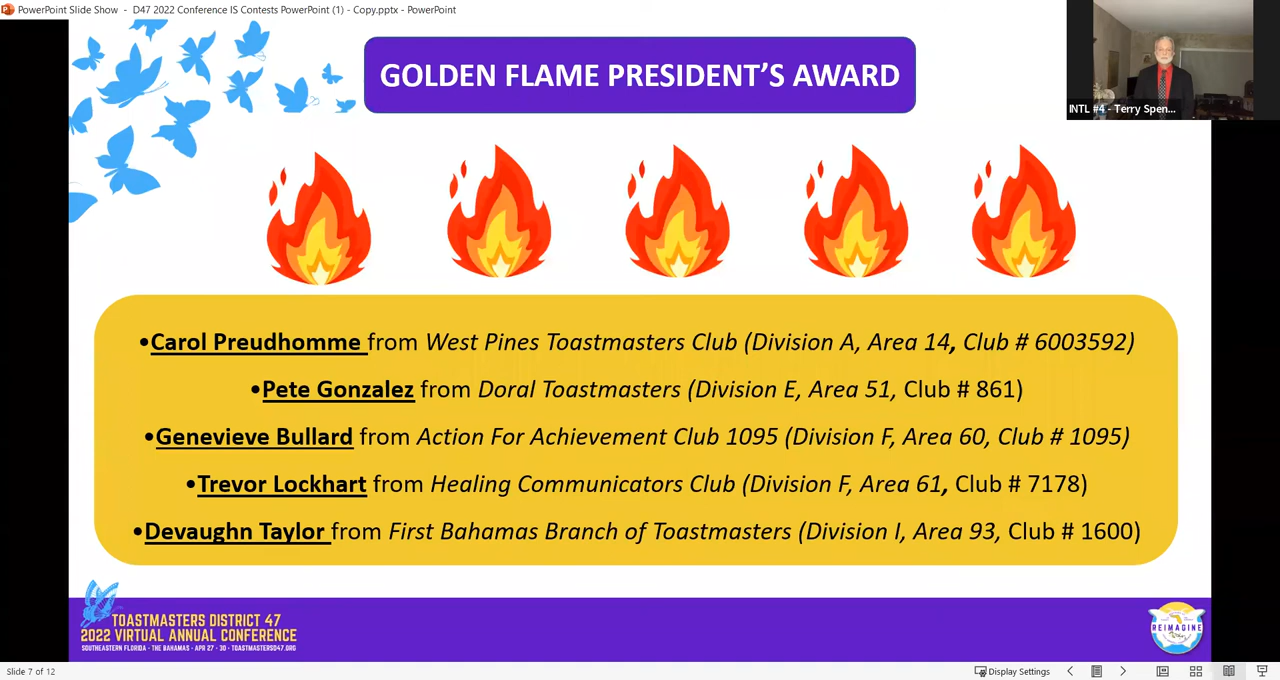 PowerPoint Slide Show - D47 2022 Conference IS Contests PowerPoint (1) - Copy.pptx - PowerPoint
GOLDEN FLAME PRESIDENT’S AWARD
INTL #4 - Terry Spen...
•Carol Preudhomme from West Pines Toastmasters Club (Division A, Area 14, Club # 6003592)
•Pete Gonzalez from Doral Toastmasters (Division E, Area 51, Club # 861)
•Genevieve Bullard from Action For Achievement Club 1095 (Division F, Area 60, Club # 1095)
•Trevor Lockhart from Healing Communicators Club (Division F, Area 61, Club # 7178)
•Devaughn Taylor from First Bahamas Branch of Toastmasters (Division I, Area 93, Club # 1600)
TOASTMASTERS DISTRICT 47
2022 VIRTUAL ANNUAL CONFERENCE
SOUTHEASTERN FLORIDA • THE BAHAMAS • APR 27 - 30 • TOASTMASTERSD47.ORG
REIMAGINE
Slide 7 of 12
Display Settings